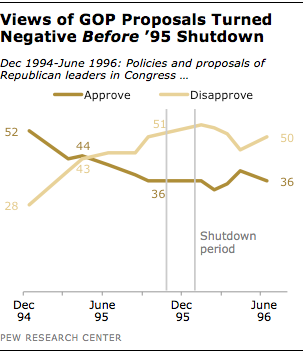 Views of GOP Proposals Turned
Negative Before '95 Shutdown
Dec 1994-June 1996: Policies and proposals of
Republican leaders in Congress …
Approve Disapprove
52
44
51
50
43
36
36
28
Shutdown
period
Dec June Dec June
94 95 95 96
PEW RESEARCH CENTER